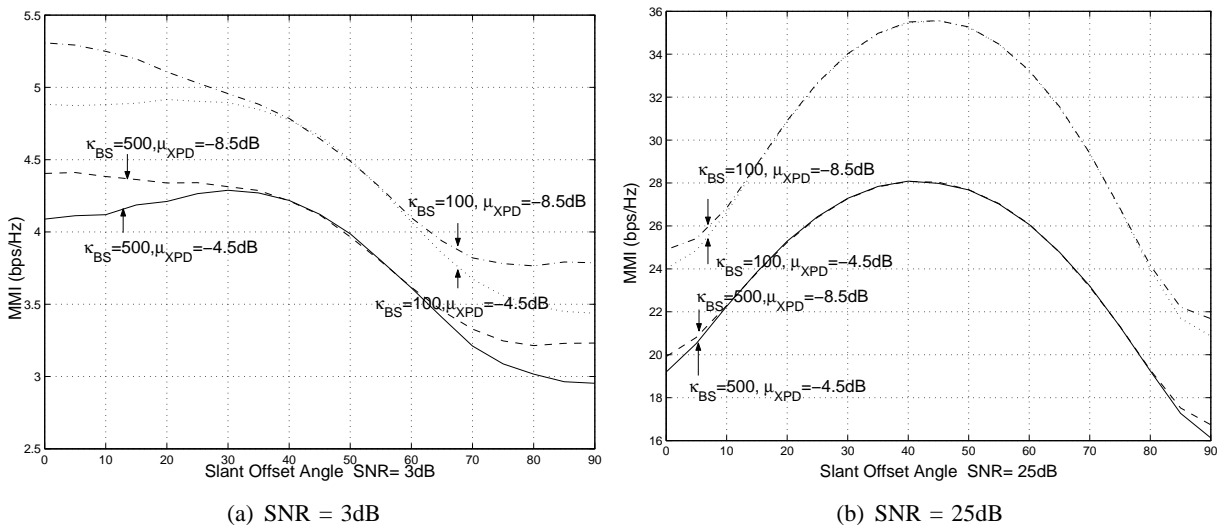 5.5
5
4.5
4
3.5
3
2.5
MMI (bps/Hz)
κBS=500,μXPD=−8.5dB
κBS=500,μXPD=−4.5dB
κBS=100, μXPD=−8.5dB
κBS=100,μXPD=−4.5dB
0 10 20 30 40 50 60 70 80 90
Slant Offset Angle SNR= 3dB
(a) SNR = 3dB
36
34
32
30
28
26
24
22
20
18
16
MMI (bps/Hz)
κBS=100, μXPD=−8.5dB
κBS=100, μXPD=−4.5dB
κBS=500,μXPD=−8.5dB
κBS=500, μXPD=−4.5dB
0 10 20 30 40 50 60 70 80 90
Slant Offset Angle SNR= 25dB
(b) SNR = 25dB